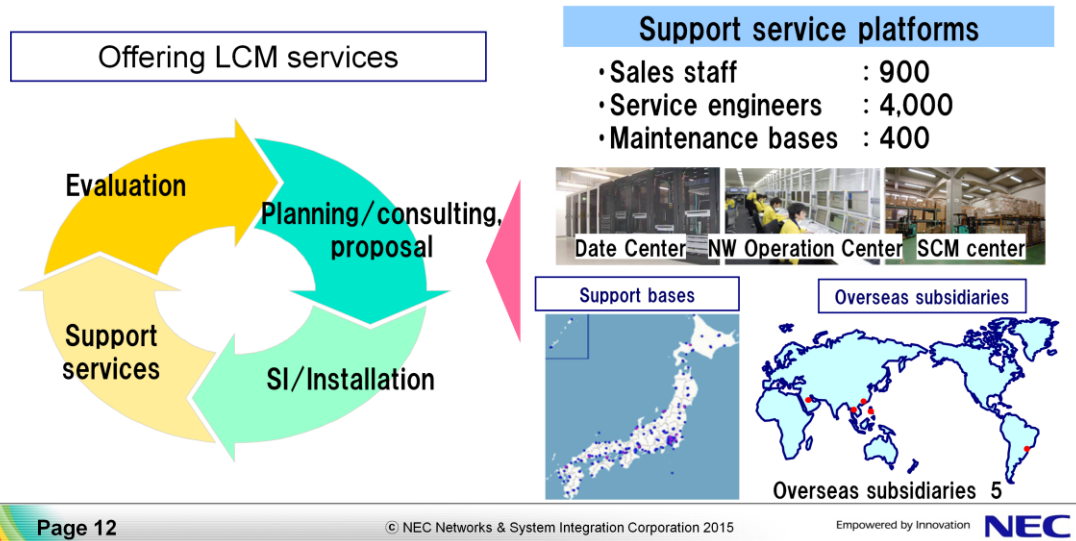 Offering LCM services
Evaluation
Planning/consulting,
proposal
Support
services
SI/Installation
Support service platforms
・Sales staff : 900
・Service engineers : 4,000
・Maintenance bases : 400
Date Center
NW Operation Center
SCM center
Support bases
Overseas subsidiaries
Overseas subsidiaries 5
Page 12
© NEC Networks & System Integration Corporation 2015
Empowered by Innovation
NEC